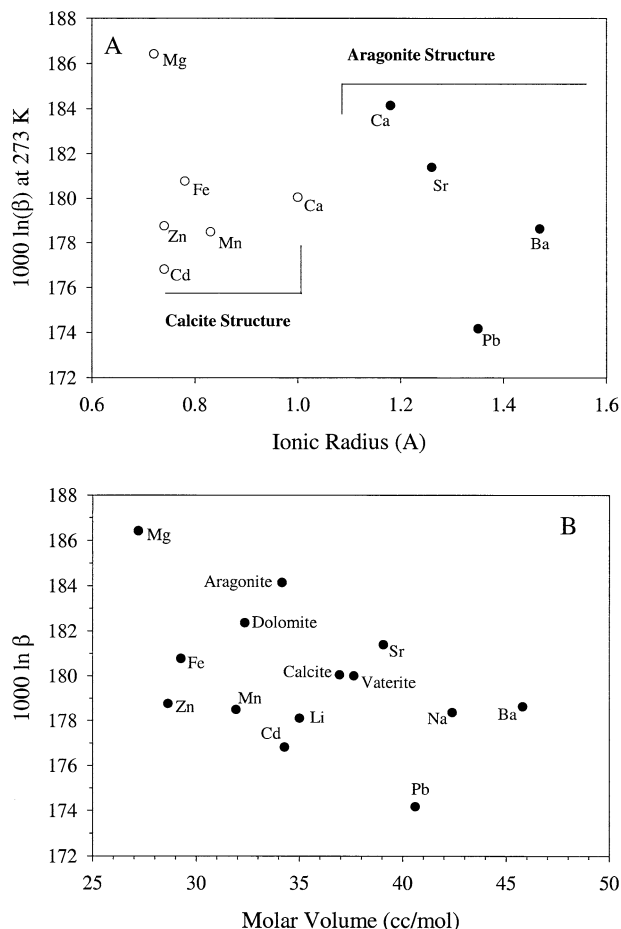 188
186
184
182
180
178
176
174
172
1000 ln(β) at 273 K
A
Mg
Aragonite Structure
Ca
Sr
Fe
Ca
Zn
Mn
Ba
Cd
Calcite Structure
Pb
0.6
0.8
1.0
1.2
1.4
1.6
Ionic Radius (A)
188
186
184
182
180
178
176
174
172
1000 ln β
B
Mg
Aragonite
Dolomite
Fe
Sr
Calcite
Vaterite
Zn
Mn
Li
Na
Ba
Cd
Pb
25
30
35
40
45
50
Molar Volume (cc/mol)